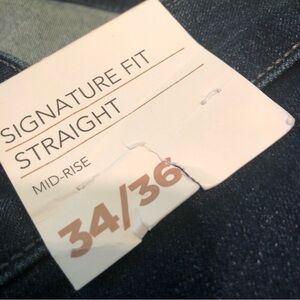 SIGNATURE FIT
STRAIGHT
MID-RISE
34/36